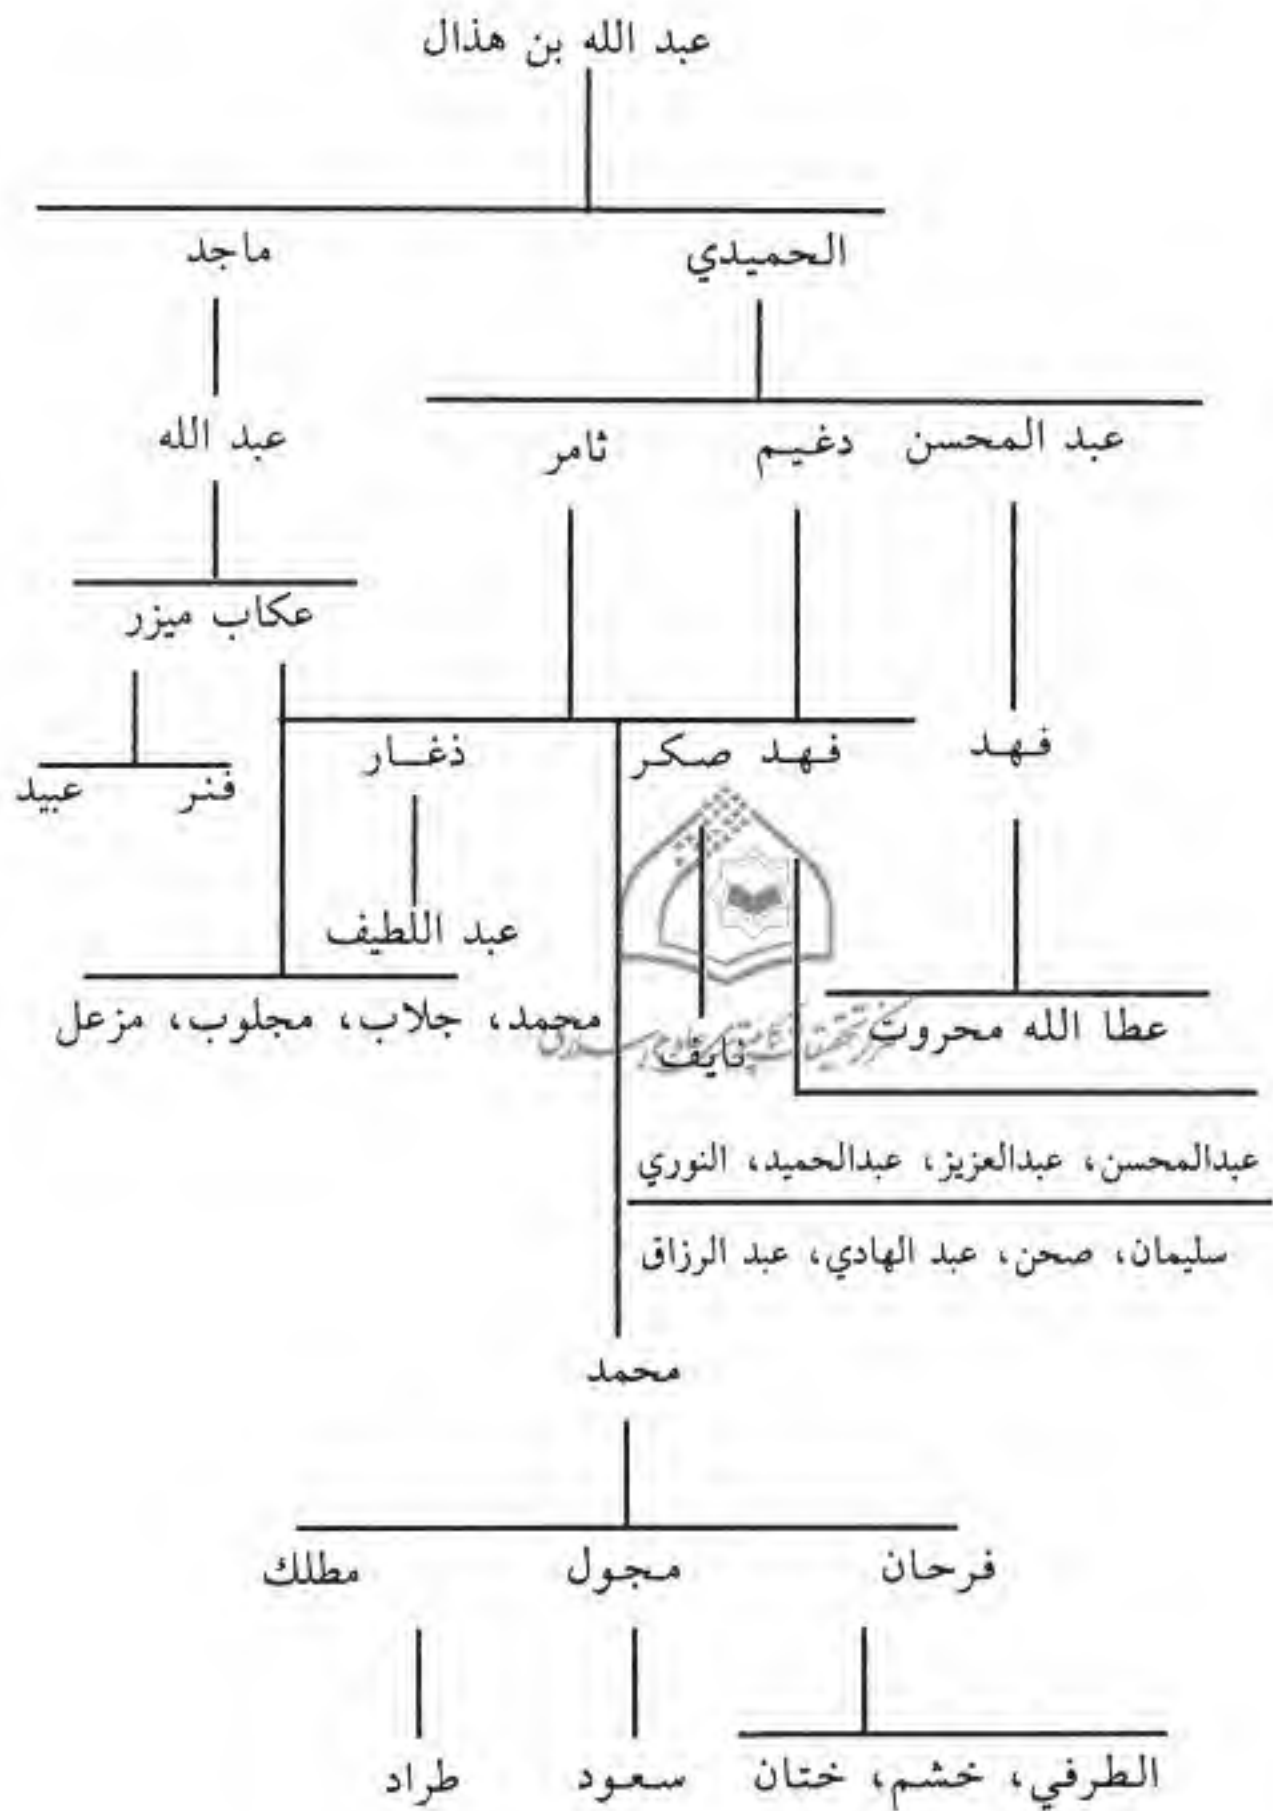 عبد الله بن هذال
الحميدي ماجد
عبد المحسن دغيم ثامر عبد الله
عكاب ميزر
فهد فهد صكر ذغار فنر عبيد
عبد اللطيف
عطا الله محروت نايف محمد، جلاب، مجلوب، مزعل
عبدالمحسن، عبدالعزيز، عبدالحميد، النوري
سليمان، صحن، عبد الهادي، عبد الرزاق
محمد
فرحان مجول مطلك
الطرفي، خشم، ختان سعود طراد